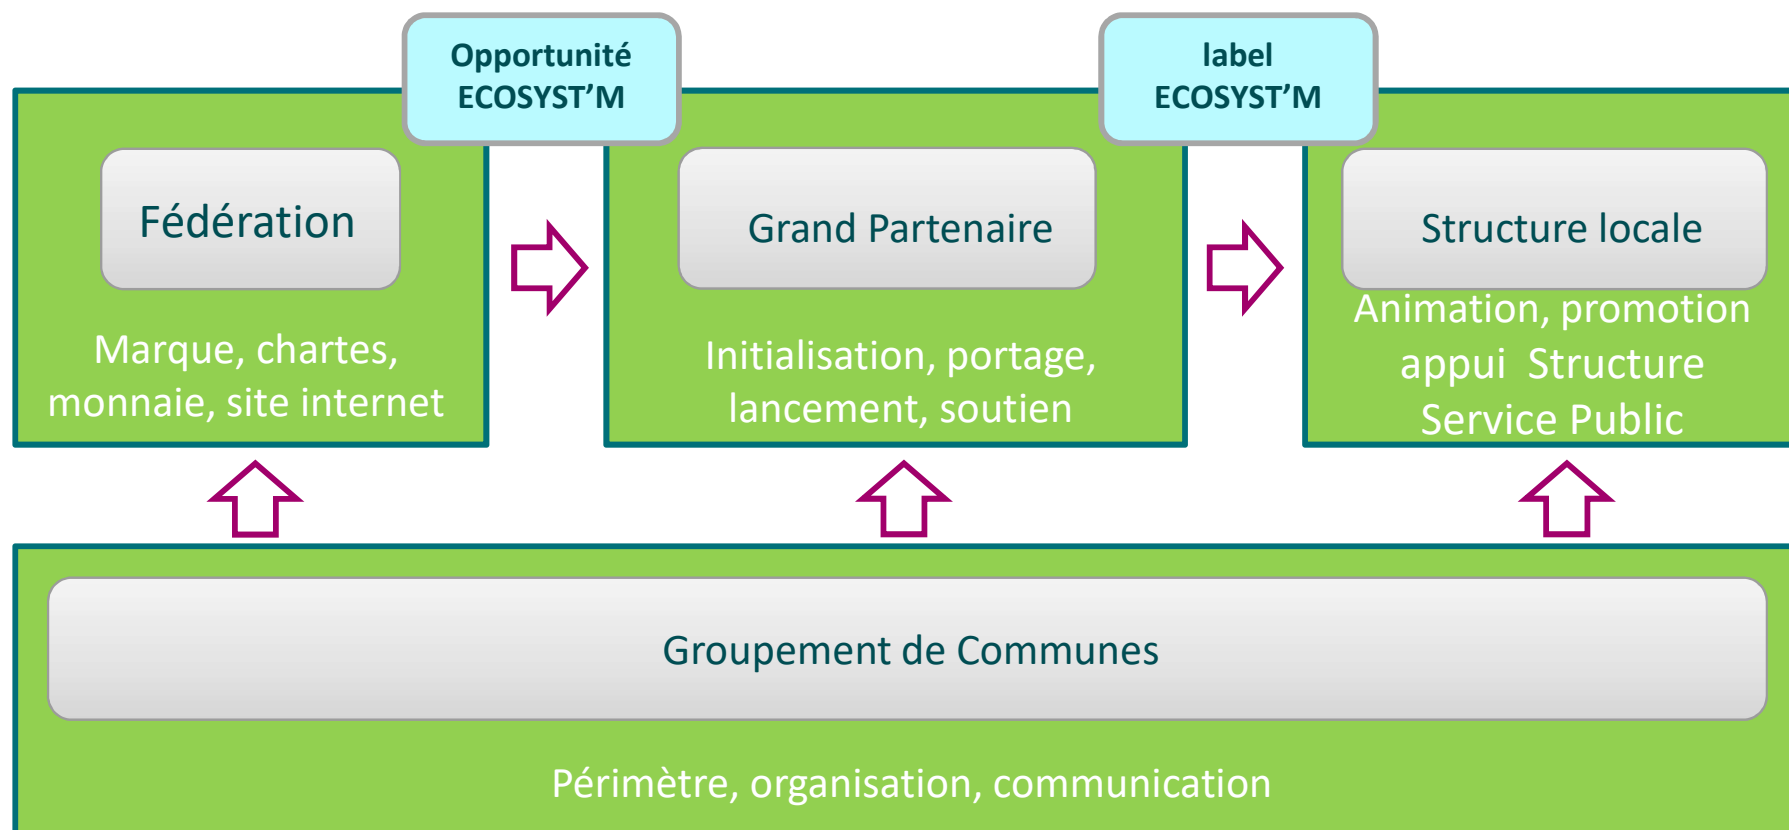 Opportunité
ECOSYST’M
label
ECOSYST’M
Fédération
Marque, chartes,
monnaie, site internet
Grand Partenaire
Initialisation, portage,
lancement, soutien
Structure locale
Animation, promotion
appui  Structure
Service Public
Groupement de Communes
Périmètre, organisation, communication